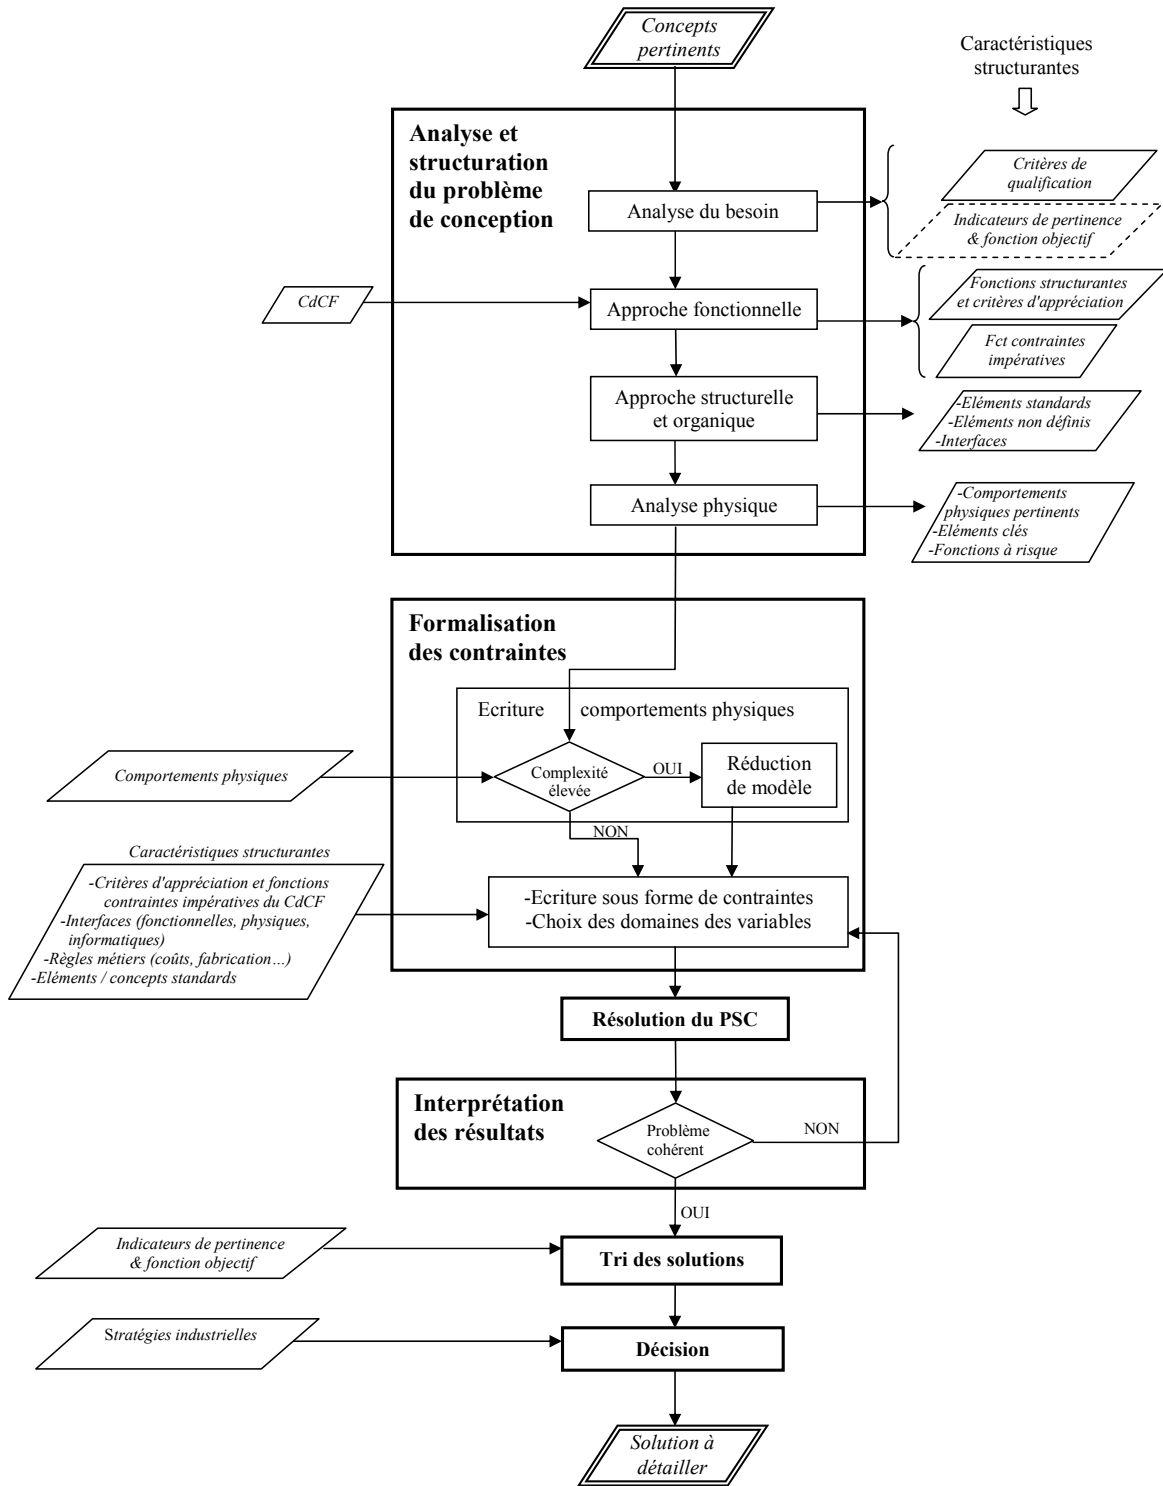 Concepts
pertinents
Caractéristiques
structurantes
Analyse et
structuration
du problème
de conception
Critères de
qualification
Analyse du besoin
Indicateurs de pertinence
& fonction objectif
CdCF
Approche fonctionnelle
Fonctions structurantes
et critères d'appréciation
Fct contraintes
impératives
Approche structurelle
et organique
-Eléments standards
-Eléments non définis
-Interfaces
Analyse physique
-Comportements
physiques pertinents
-Eléments clés
-Fonctions à risque
Formalisation
des contraintes
Ecriture comportements physiques
Comportements physiques
Complexité
élevée
OUI
Réduction
de modèle
NON
Caractéristiques structurantes
-Critères d'appréciation et fonctions
contraintes impératives du CdCF
-Interfaces (fonctionnelles, physiques,
informatiques)
-Règles métiers (coûts, fabrication…)
-Eléments / concepts standards
-Ecriture sous forme de contraintes
-Choix des domaines des variables
Résolution du PSC
Interprétation
des résultats
Problème
cohérent
NON
OUI
Indicateurs de pertinence
& fonction objectif
Tri des solutions
Stratégies industrielles
Décision
Solution à
détailler